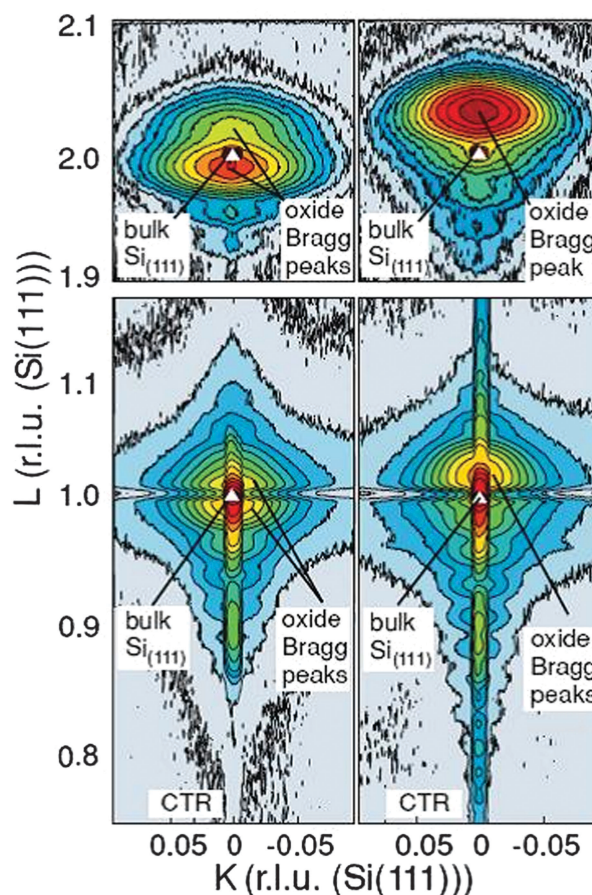 2.1
2.0
1.9
bulk
Si(111)
oxide
Bragg
peaks
bulk
Si(111)
oxide
Bragg
peak
L (r.l.u. (Si(111)))
1.1
1.0
0.9
0.8
bulk
Si(111)
oxide
Bragg
peaks
CTR
bulk
Si(111)
oxide
Bragg
peaks
CTR
0.05 0 -0.05
0.05 0 -0.05
K (r.l.u. (Si(111)))